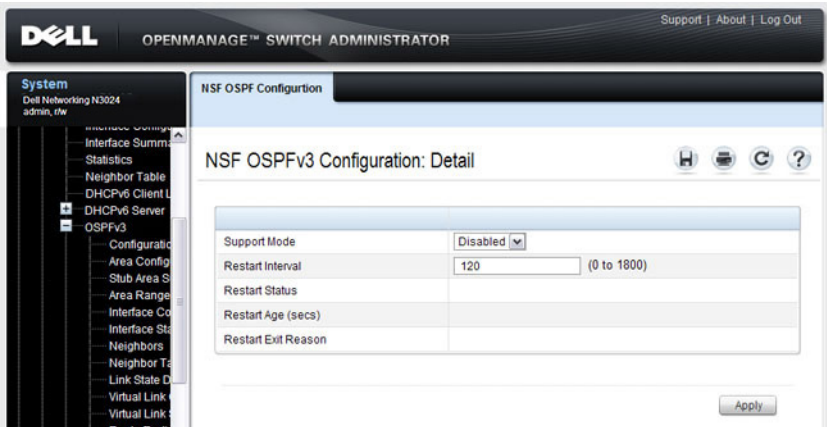 Support | About | Log Out
DELL OPENMANAGE™ SWITCH ADMINISTRATOR
System
Dell Networking N3024
admin, r/w
NSF OSPF Configurtion
Interface Summa
Statistics
Neighbor Table
DHCPv6 Client L
DHCPv6 Server
OSPFv3
Configuratio
Area Config
Stub Area S
Area Range
Interface Co
Interface Sta
Neighbors
Neighbor Ta
Link State D
Virtual Link
Virtual Link
NSF OSPFv3 Configuration: Detail
Support Mode Disabled
Restart Interval 120 (0 to 1800)
Restart Status
Restart Age (secs)
Restart Exit Reason
Apply